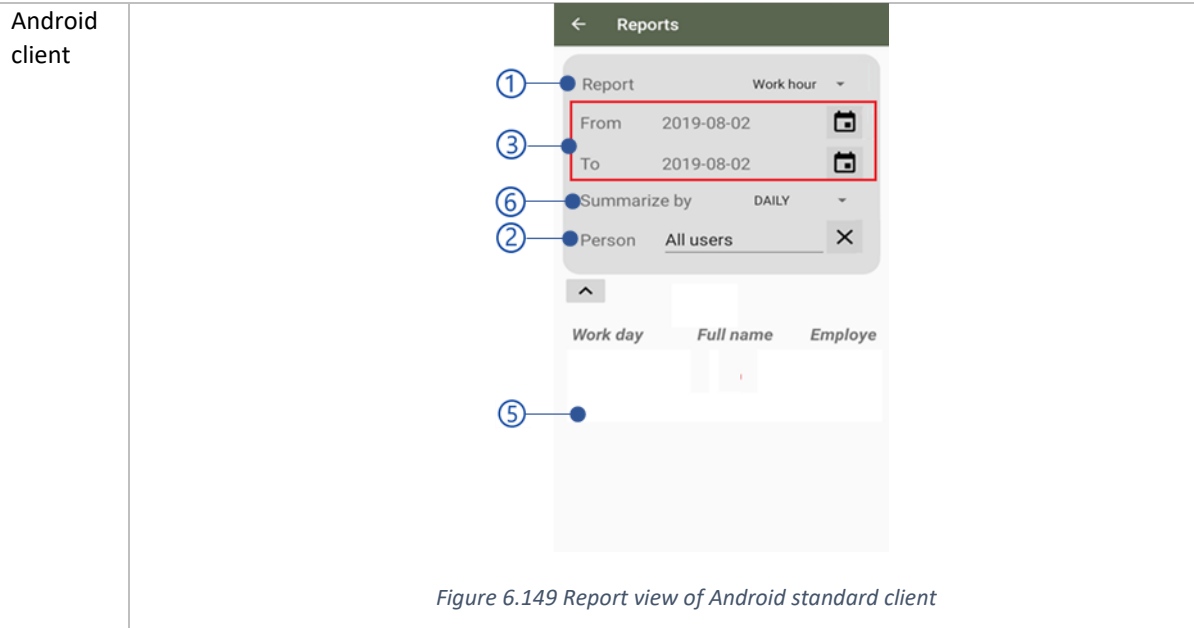 Android
client
Reports
① Report Work hour
From 2019-08-02
③
To 2019-08-02
⑥ Summarize by DAILY
② Person All users
Work day Full name Employe
⑤
Figure 6.149 Report view of Android standard client